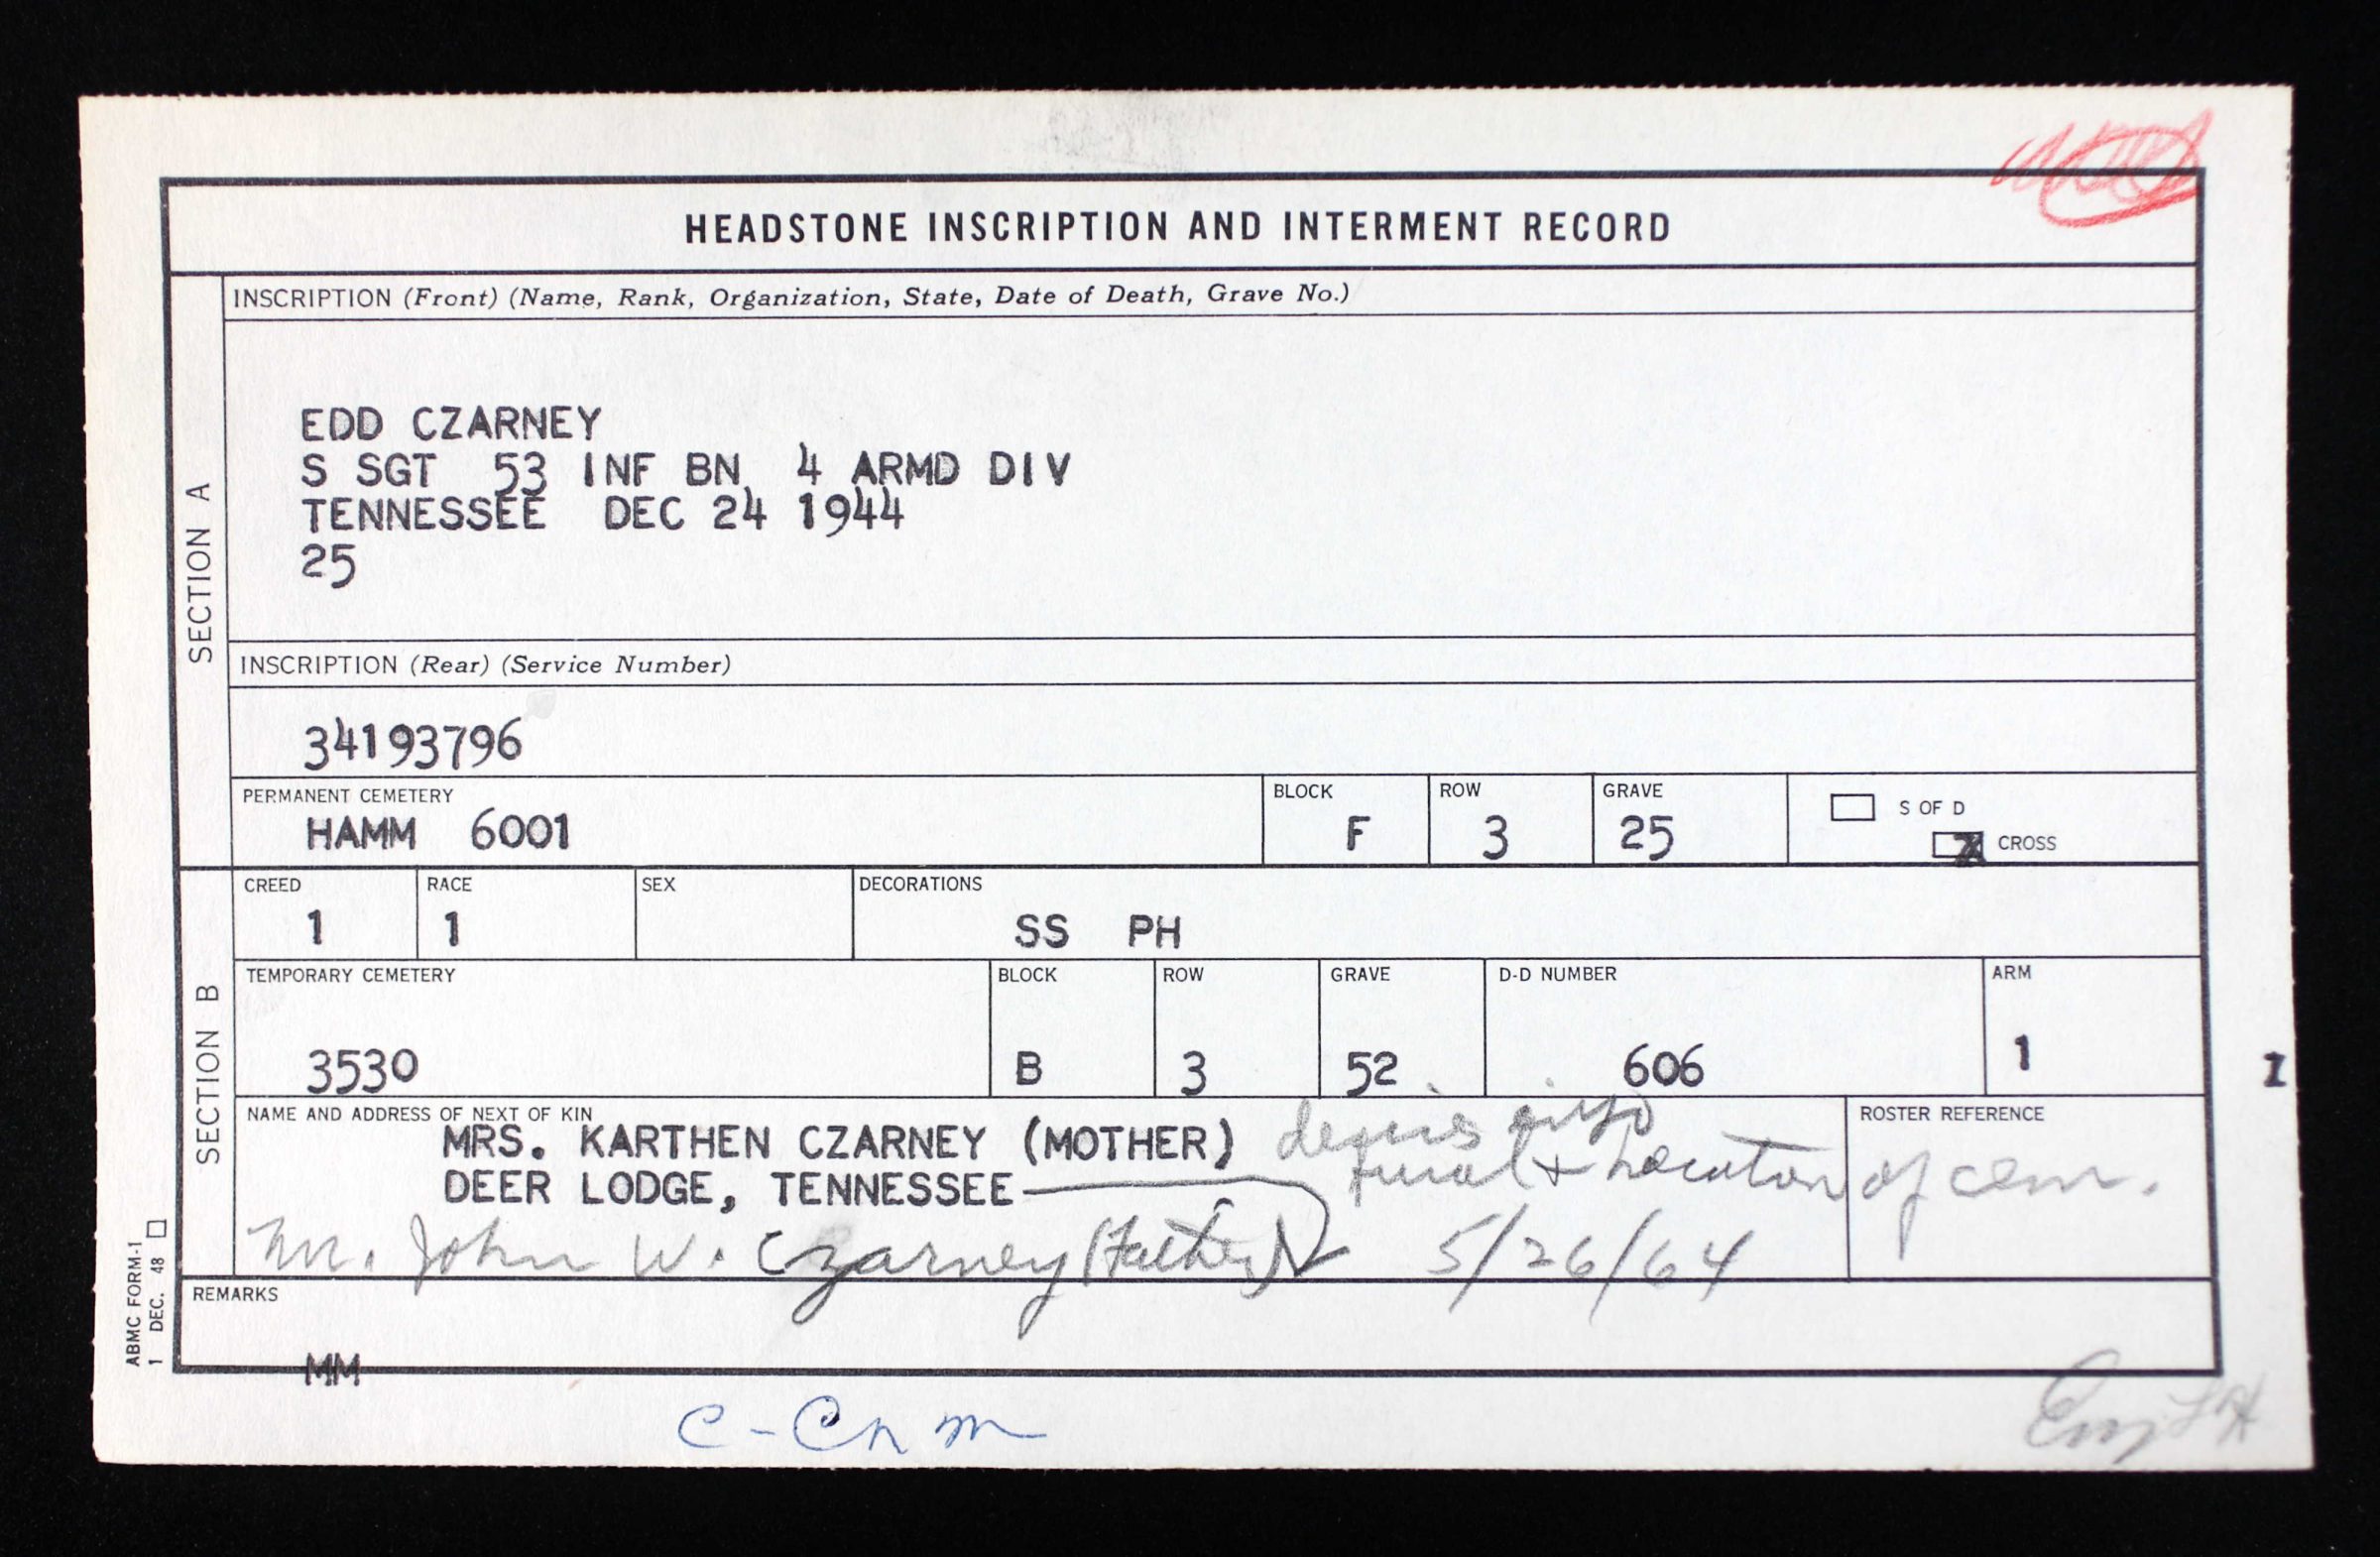 HEADSTONE INSCRIPTION AND INTERMENT RECORD
SECTION A
INSCRIPTION (Front) (Name, Rank, Organization, State, Date of Death, Grave No.)
EDD CZARNEY
S SGT 53 INF BN 4 ARMD DIV
TENNESSEE DEC 24 1944
25
INSCRIPTION (Rear) (Service Number)
34193796
PERMANENT CEMETERY BLOCK ROW GRAVE
HAMM 6001 F 3 25
S OF D
X CROSS
SECTION B
CREED RACE SEX DECORATIONS
1 1 SS PH
TEMPORARY CEMETERY BLOCK ROW GRAVE D-D NUMBER ARM
3530 B 3 52 606 1
I
NAME AND ADDRESS OF NEXT OF KIN ROSTER REFERENCE
MRS. KARTHEN CZARNEY (MOTHER)
DEER LODGE, TENNESSEE
& Location of cem.
Mr. John W. Czarney (Father) 5/26/64
REMARKS
MM
ABMC FORM-1
1 DEC. 48